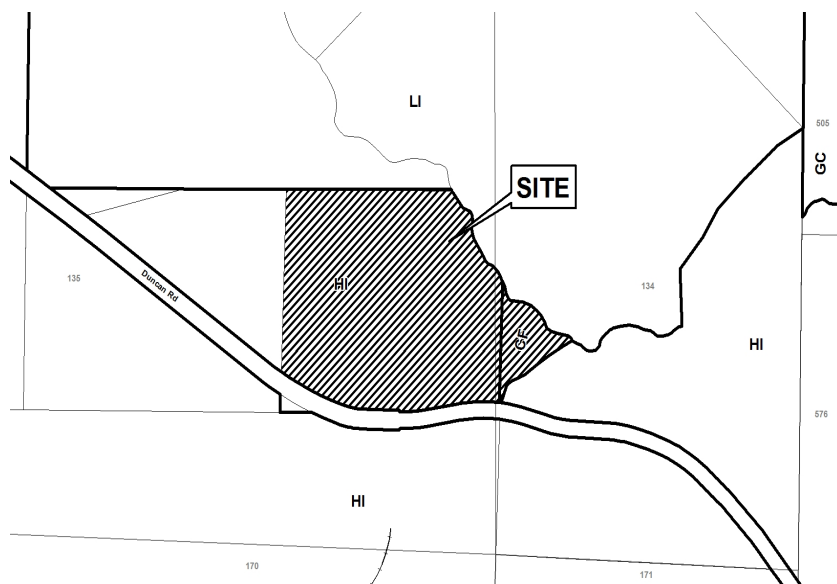 LI
505
GC
SITE
135
Duncan Rd
HI
134
GF
HI
576
HI
170
171